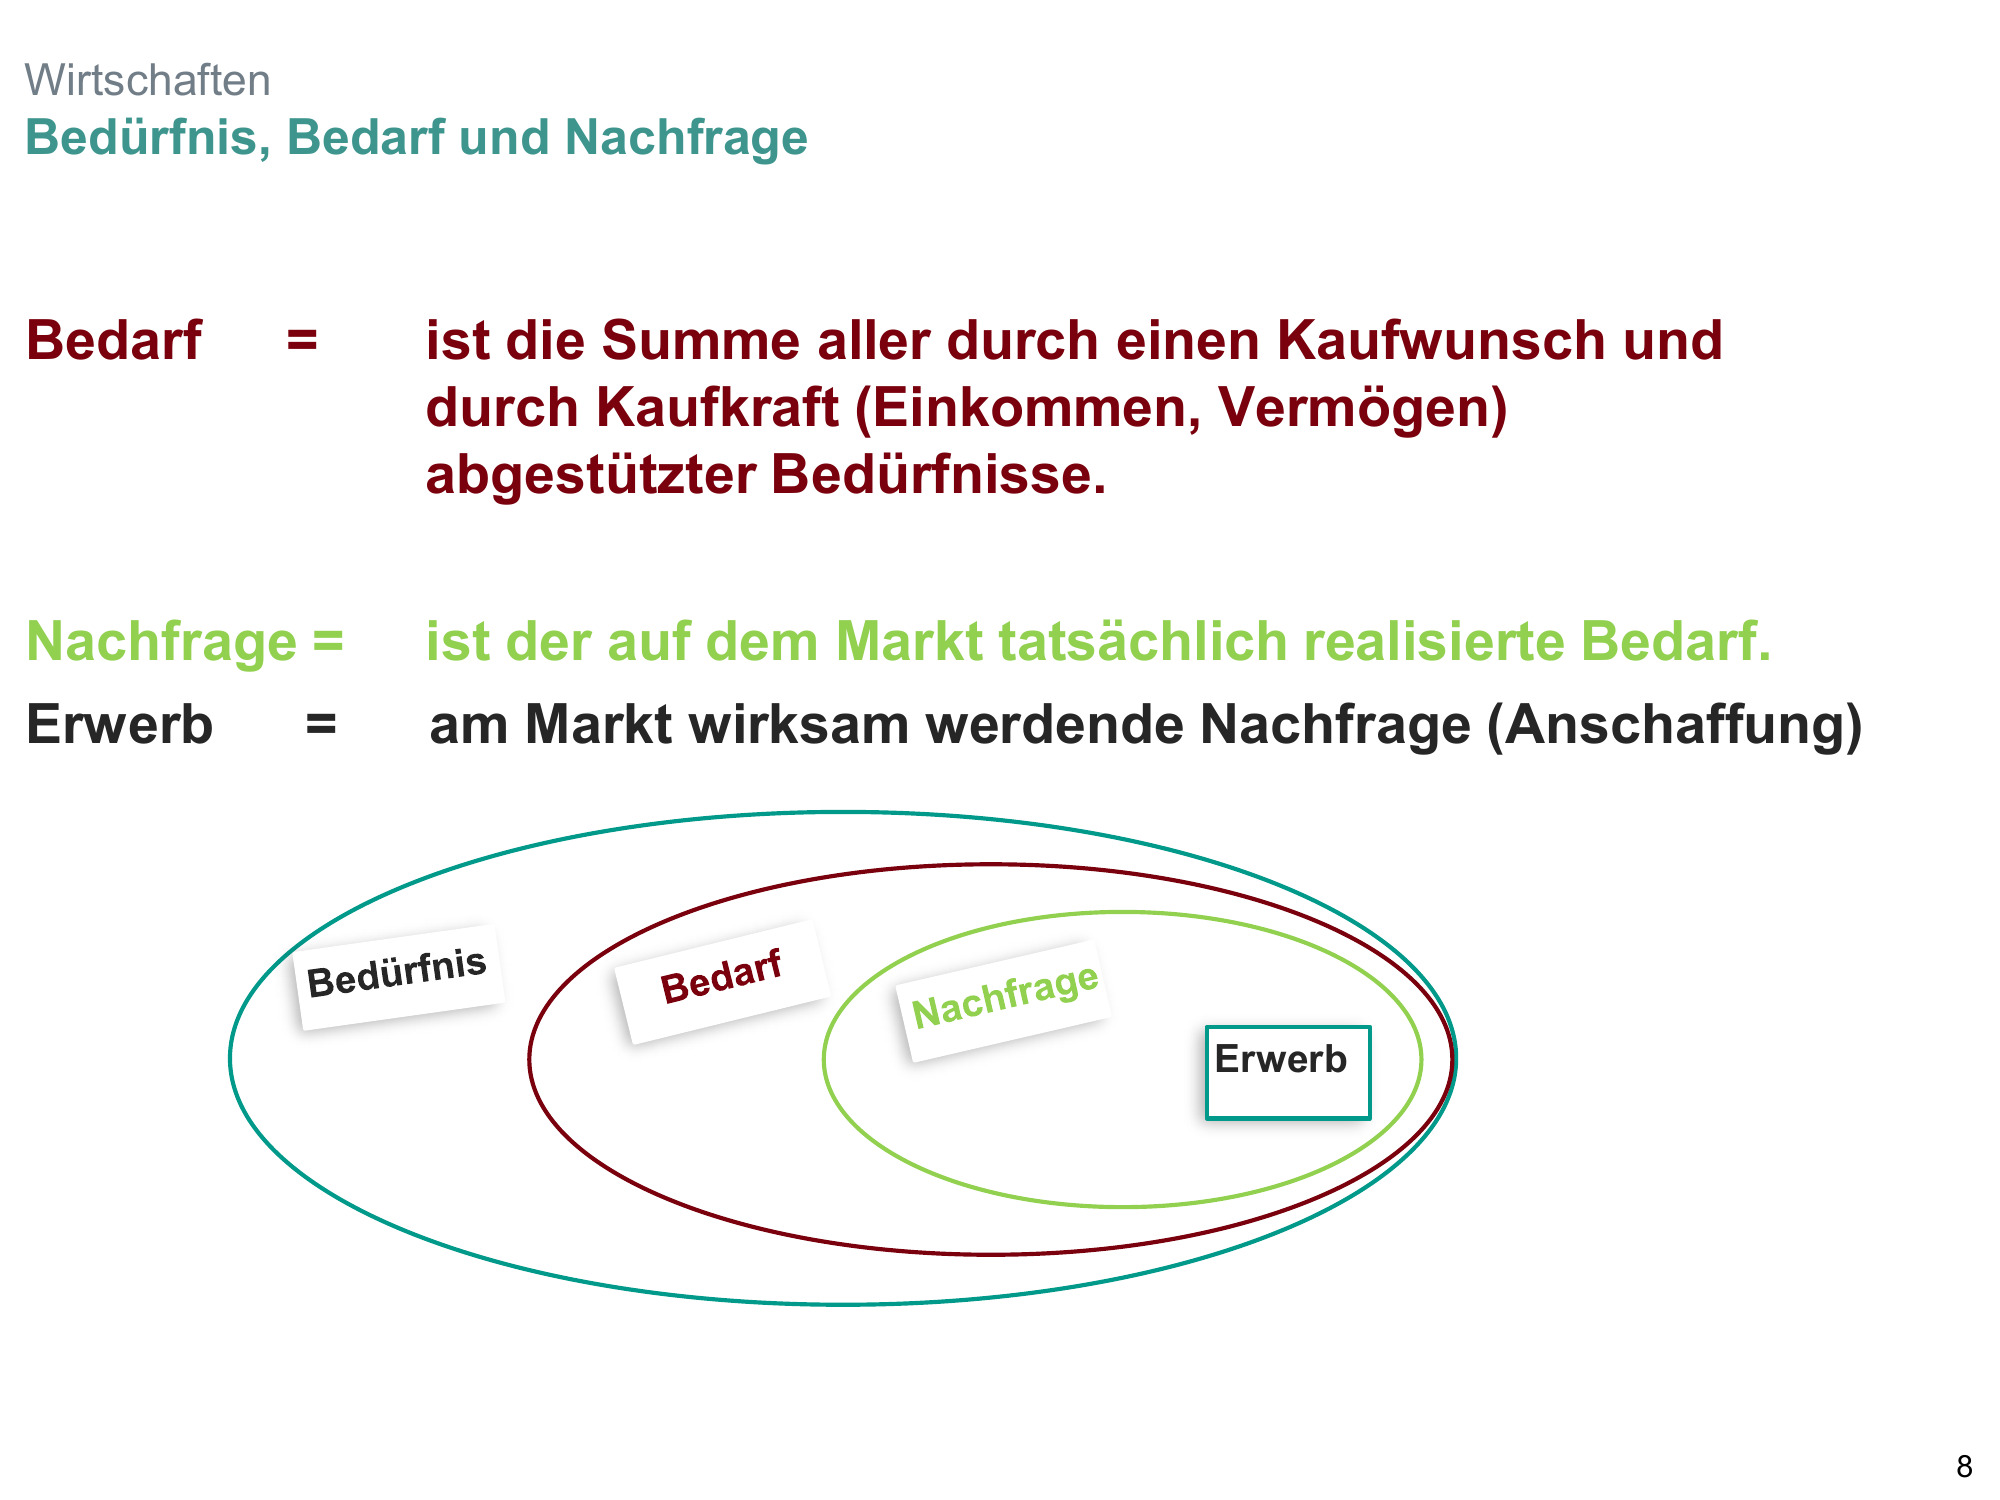 Wirtschaften
Bedürfnis, Bedarf und Nachfrage
Bedarf = ist die Summe aller durch einen Kaufwunsch und
durch Kaufkraft (Einkommen, Vermögen)
abgestützter Bedürfnisse.
Nachfrage = ist der auf dem Markt tatsächlich realisierte Bedarf.
Erwerb = am Markt wirksam werdende Nachfrage (Anschaffung)
Bedürfnis
Bedarf
Nachfrage
Erwerb
8